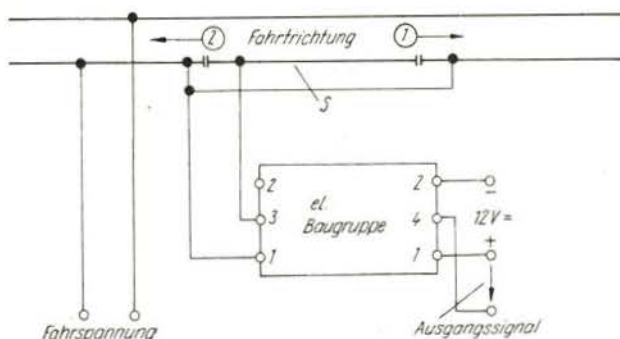 ② Fahrtrichtung ①
S
2 el. 2 −
3 Baugruppe 4 12V =
1 1 +
Fahrspannung Ausgangssignal